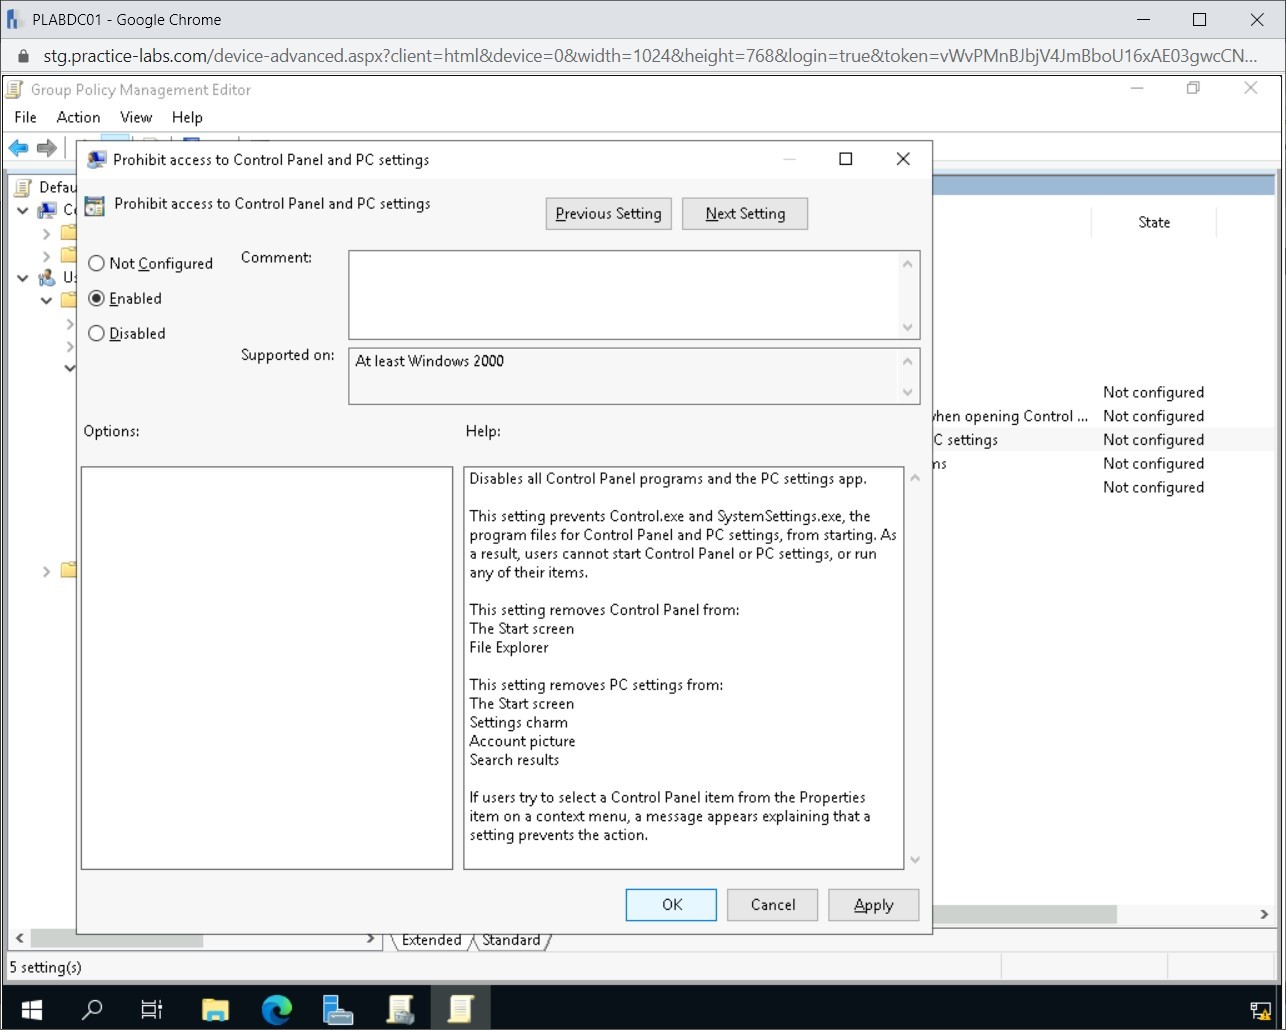 PLABDC01 - Google Chrome
stg.practice-labs.com/device-advanced.aspx?client=html&device=0&width=1024&height=768&login=true&token=vWvPMnBJbjV4JmBboU16xAE03gwcCN...
Group Policy Management Editor
File Action View Help
Prohibit access to Control Panel and PC settings
Prohibit access to Control Panel and PC settings
Previous Setting
Next Setting
Not Configured
Enabled
Disabled
Comment:
Supported on:
At least Windows 2000
Options:
Help:
Disables all Control Panel programs and the PC settings app.
This setting prevents Control.exe and SystemSettings.exe, the
program files for Control Panel and PC settings, from starting. As
a result, users cannot start Control Panel or PC settings, or run
any of their items.
This setting removes Control Panel from:
The Start screen
File Explorer
This setting removes PC settings from:
The Start screen
Settings charm
Account picture
Search results
If users try to select a Control Panel item from the Properties
item on a context menu, a message appears explaining that a
setting prevents the action.
OK
Cancel
Apply
Defau
State
Not configured
when opening Control ... Not configured
C settings Not configured
ns Not configured
Not configured
Extended
Standard
5 setting(s)